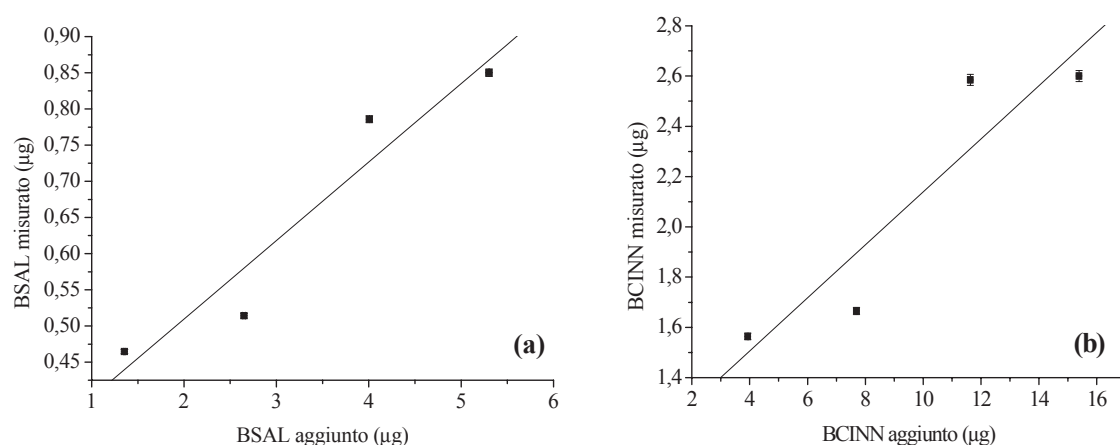 0,90
0,85
0,80
0,75
0,70
0,65
0,60
0,55
0,50
0,45
BSAL misurato (µg)
1 2 3 4 5 6
BSAL aggiunto (µg)
(a)
2,8
2,6
2,4
2,2
2,0
1,8
1,6
1,4
BCINN misurato (µg)
2 4 6 8 10 12 14 16
BCINN aggiunto (µg)
(b)